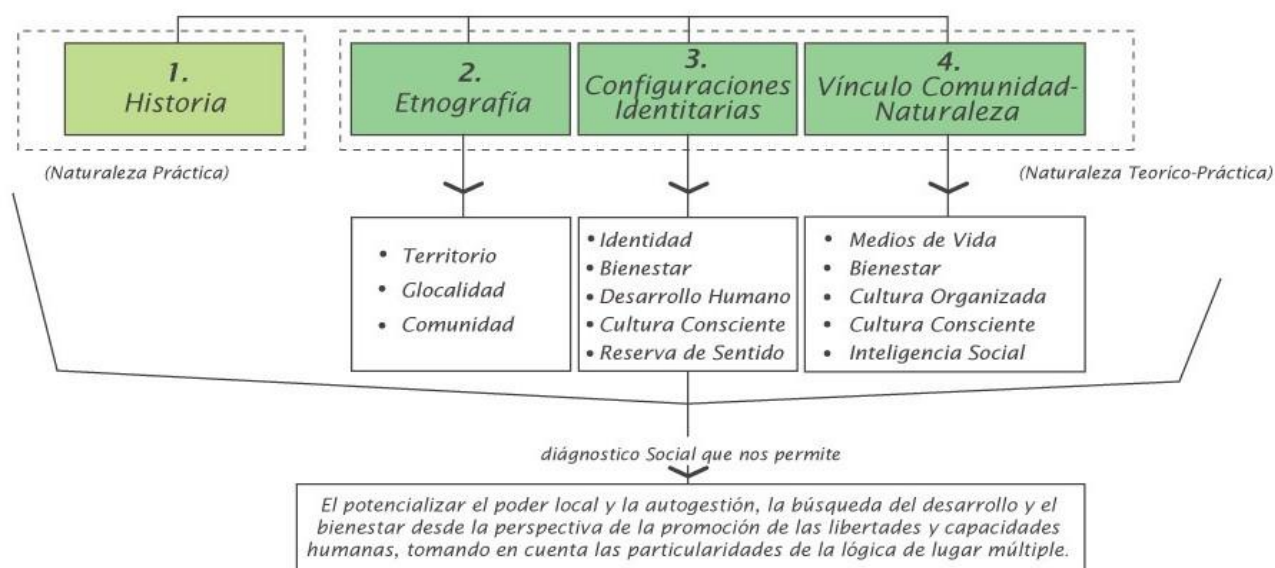 1.
Historia
2.
Etnografía
3.
Configuraciones
Identitarias
4.
Vínculo Comunidad-
Naturaleza
(Naturaleza Práctica)
(Naturaleza Teoríco-Práctica)
• Territorio
• Glocalidad
• Comunidad
• Identidad
• Bienestar
• Desarrollo Humano
• Cultura Consciente
• Reserva de Sentido
• Medios de Vida
• Bienestar
• Cultura Organizada
• Cultura Consciente
• Inteligencia Social
diágnostico Social que nos permite
El potencializar el poder local y la autogestión, la búsqueda del desarrollo y el
bienestar desde la perspectiva de la promoción de las libertades y capacidades
humanas, tomando en cuenta las particularidades de la lógica de lugar múltiple.